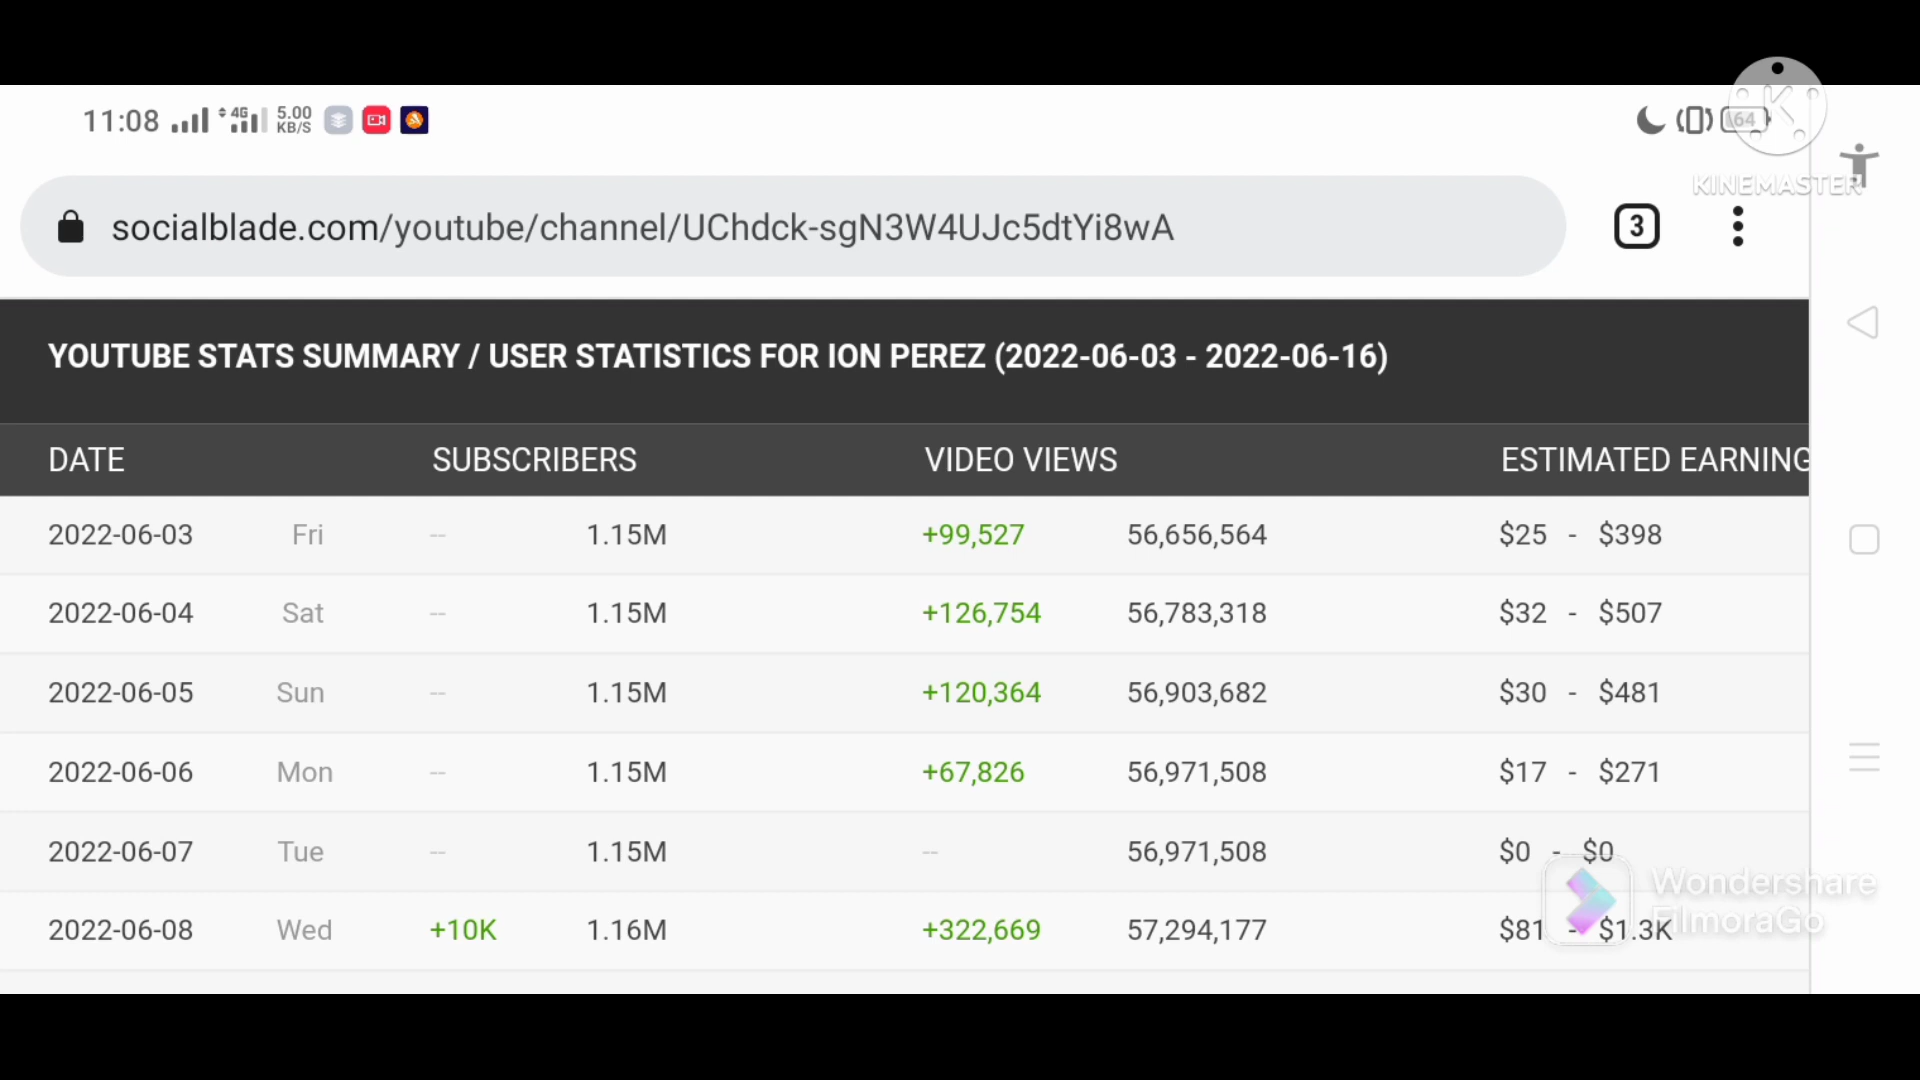 11:08 4G 5.00 KB/S 64
KINEMASTER
socialblade.com/youtube/channel/UChdck-sgN3W4UJc5dtYi8wA 3
YOUTUBE STATS SUMMARY / USER STATISTICS FOR ION PEREZ (2022-06-03 - 2022-06-16)
DATE SUBSCRIBERS VIDEO VIEWS ESTIMATED EARNING
2022-06-03 Fri -- 1.15M +99,527 56,656,564 $25 - $398
2022-06-04 Sat -- 1.15M +126,754 56,783,318 $32 - $507
2022-06-05 Sun -- 1.15M +120,364 56,903,682 $30 - $481
2022-06-06 Mon -- 1.15M +67,826 56,971,508 $17 - $271
2022-06-07 Tue -- 1.15M -- 56,971,508 $0 - $0
Wondershare
FilmoraGo
2022-06-08 Wed +10K 1.16M +322,669 57,294,177 $81 - $1.3K